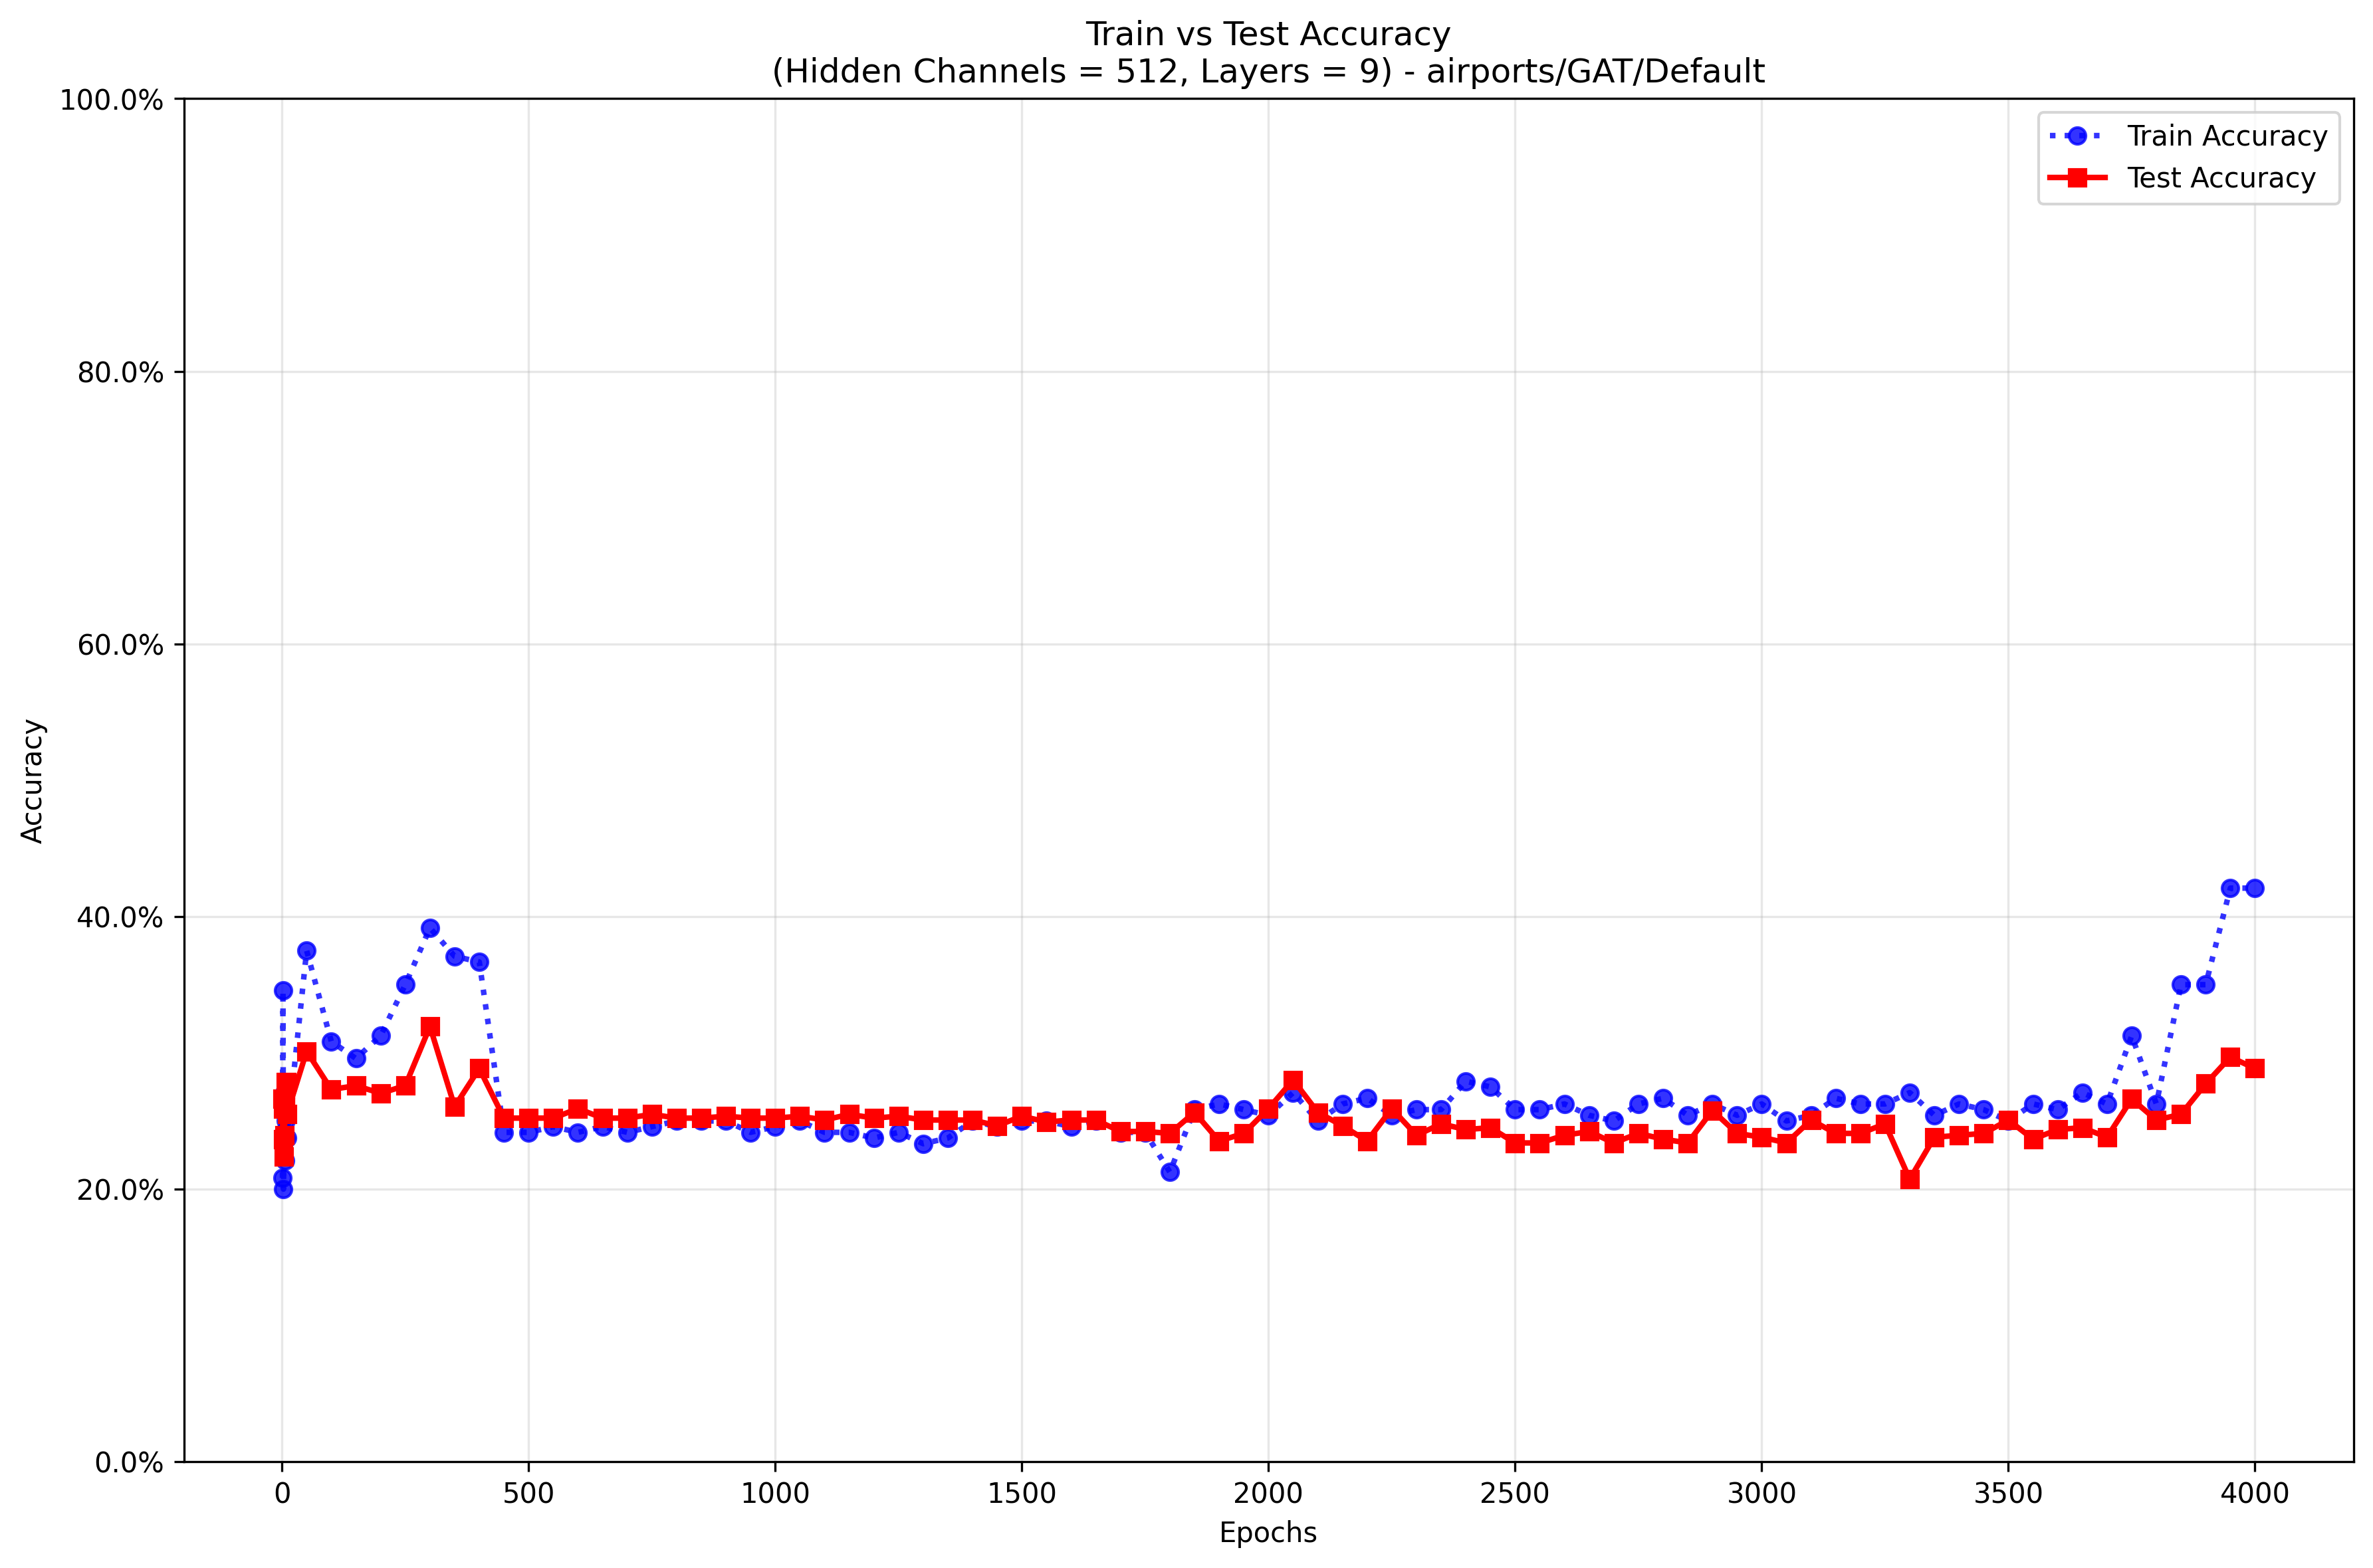 Train vs Test Accuracy
(Hidden Channels = 512, Layers = 9) - airports/GAT/Default
100.0%
80.0%
60.0%
40.0%
20.0%
0.0%
Accuracy
Train Accuracy
Test Accuracy
0 500 1000 1500 2000 2500 3000 3500 4000
Epochs